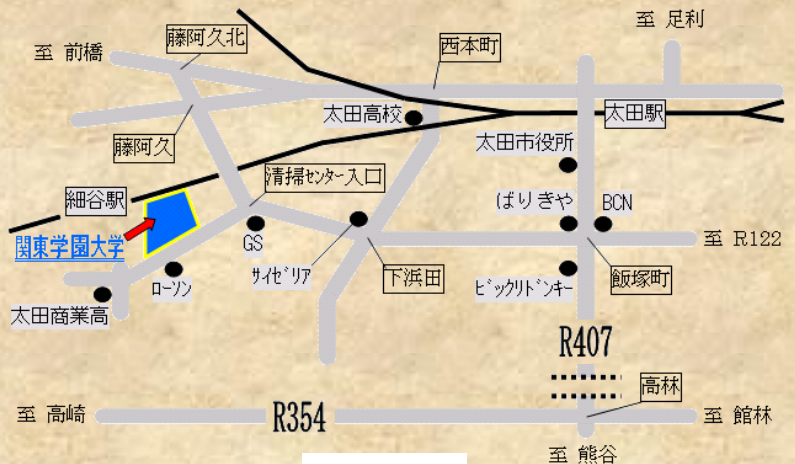 至 足利
藤阿久北
西本町
至 前橋
太田高校
太田駅
藤阿久
太田市役所
清掃センター入口
細谷駅
ばりきや
BCN
関東学園大学
GS
至 R122
サイゼリア
下浜田
ローソン
ビックリドンキー
飯塚町
太田商業高
R407
高林
至 高崎
R354
至 館林
至 熊谷